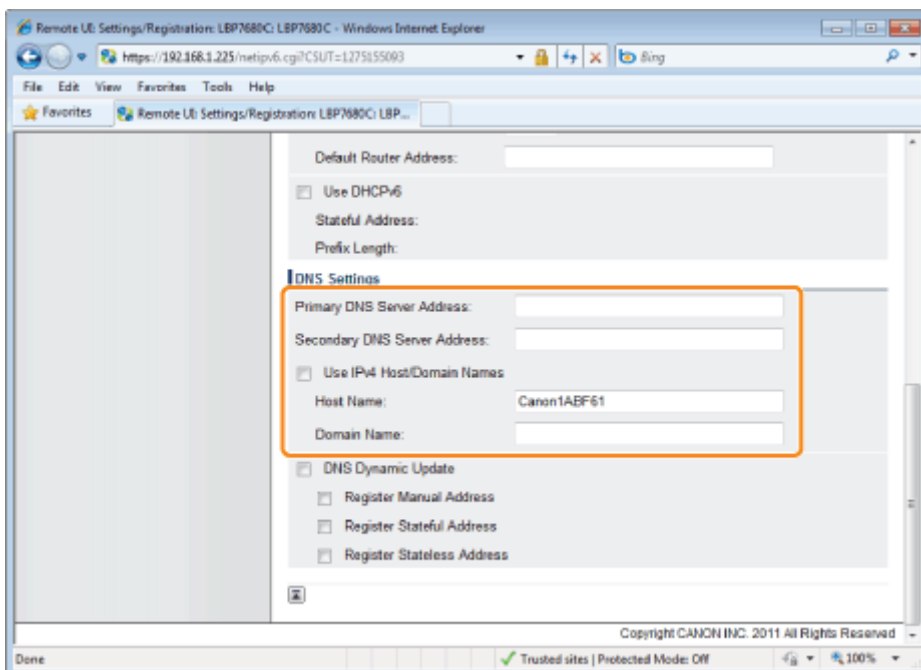 Remote UI: Settings/Registration: LBP7680C: LBP7680C - Windows Internet Explorer
https://192.168.1.225/netipv6.cgi?CSUT=1275155093
Bing
File Edit View Favorites Tools Help
Favorites
Remote UI: Settings/Registration: LBP7680C: LBP...
Default Router Address:
Use DHCPv6
Stateful Address:
Prefix Length:
DNS Settings
Primary DNS Server Address:
Secondary DNS Server Address:
Use IPv4 Host/Domain Names
Host Name: Canon1ABF61
Domain Name:
DNS Dynamic Update
Register Manual Address
Register Stateful Address
Register Stateless Address
Copyright CANON INC. 2011 All Rights Reserved
Done Trusted sites | Protected Mode: Off 100%